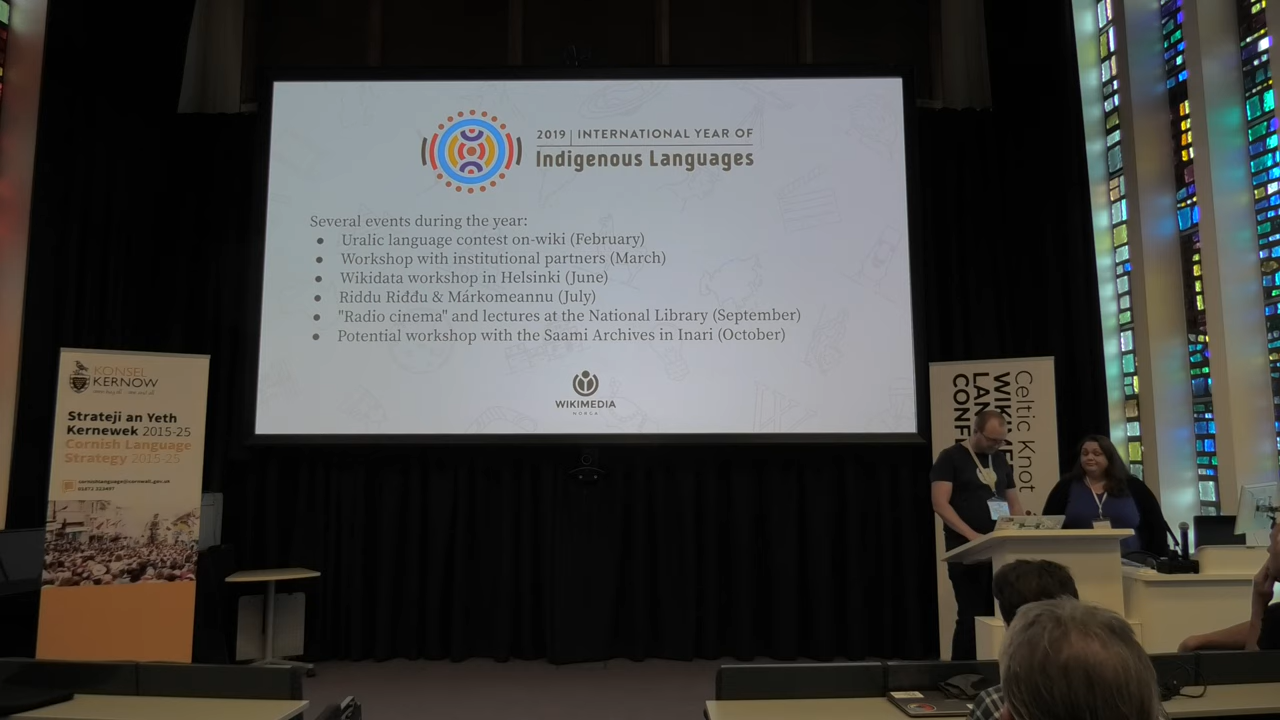 2019 | INTERNATIONAL YEAR OF
Indigenous Languages
Several events during the year:
● Uralic language contest on-wiki (February)
● Workshop with institutional partners (March)
● Wikidata workshop in Helsinki (June)
● Riddu Riđđu & Márkomeannu (July)
● "Radio cinema" and lectures at the National Library (September)
● Potential workshop with the Saami Archives in Inari (October)
WIKIMEDIA
NORGE
KONSEL
KERNOW
Strateji an Yeth
Kernewek 2015-25
Cornish Language
Strategy 2015-25
Celtic Knot